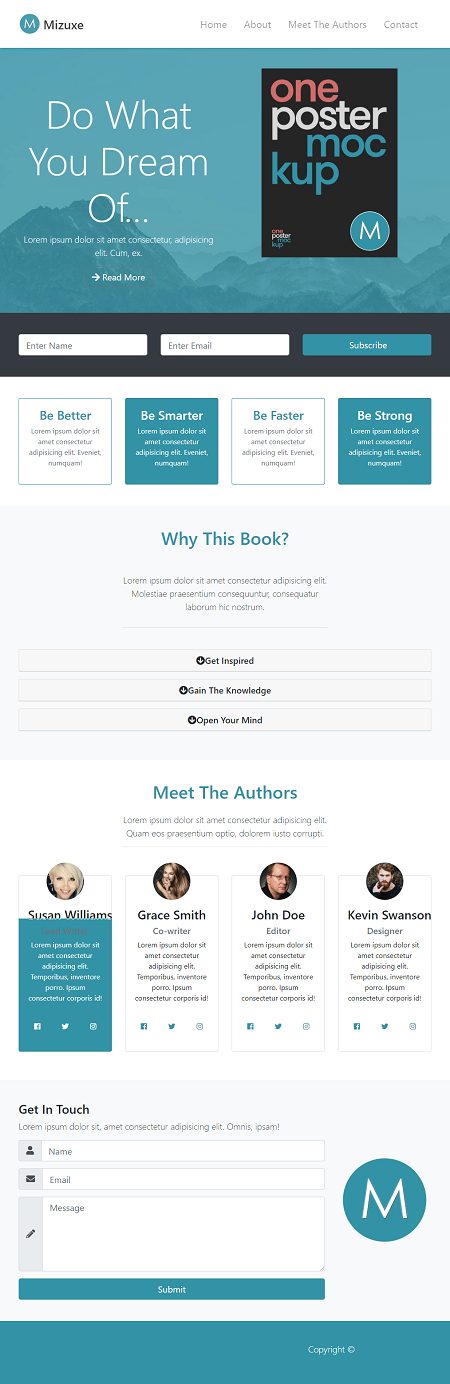 M Mizuxe Home About Meet The Authors Contact
Do What
You Dream
Of...
Lorem ipsum dolor sit amet consectetur, adipisicing
elit. Cum, ex.
Read More
one
poster
moc
kup
one
poster
moc
kup
M
Enter Name Enter Email Subscribe
Be Better
Lorem ipsum dolor sit
amet consectetur
adipisicing elit. Eveniet,
numquam!
Be Smarter
Lorem ipsum dolor sit
amet consectetur
adipisicing elit. Eveniet,
numquam!
Be Faster
Lorem ipsum dolor sit
amet consectetur
adipisicing elit. Eveniet,
numquam!
Be Strong
Lorem ipsum dolor sit
amet consectetur
adipisicing elit. Eveniet,
numquam!
Why This Book?
Lorem ipsum dolor sit amet consectetur adipisicing elit.
Molestiae praesentium consequuntur, consequatur
laborum hic nostrum.
Get Inspired
Gain The Knowledge
Open Your Mind
Meet The Authors
Lorem ipsum dolor sit amet consectetur adipisicing elit.
Quam eos praesentium optio, dolorem iusto corrupti.
Susan Williams
Lorem ipsum dolor sit
amet consectetur
adipisicing elit.
Temporibus, inventore
porro. Ipsum
consectetur corporis id!
Grace Smith
Co-writer
Lorem ipsum dolor sit
amet consectetur
adipisicing elit.
Temporibus, inventore
porro. Ipsum
consectetur corporis id!
John Doe
Editor
Lorem ipsum dolor sit
amet consectetur
adipisicing elit.
Temporibus, inventore
porro. Ipsum
consectetur corporis id!
Kevin Swanson
Designer
Lorem ipsum dolor sit
amet consectetur
adipisicing elit.
Temporibus, inventore
porro. Ipsum
consectetur corporis id!
Get In Touch
Lorem ipsum dolor sit, amet consectetur adipisicing elit. Omnis, ipsam!
Name
Email
Message
Submit
M
Copyright ©